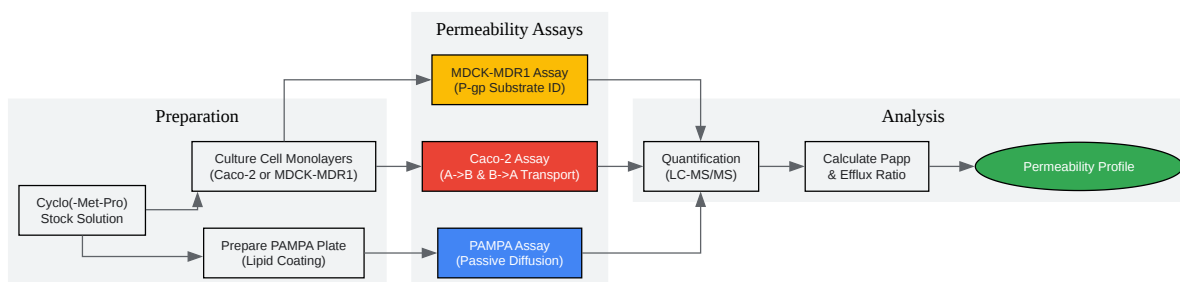 Permeability Assays
MDCK-MDR1 Assay
(P-gp Substrate ID)
Preparation
Analysis
Culture Cell Monolayers
(Caco-2 or MDCK-MDR1)
Caco-2 Assay
(A->B & B->A Transport)
Quantification
(LC-MS/MS)
Calculate Papp
& Efflux Ratio
Permeability Profile
Cyclo(-Met-Pro)
Stock Solution
Prepare PAMPA Plate
(Lipid Coating)
PAMPA Assay
(Passive Diffusion)